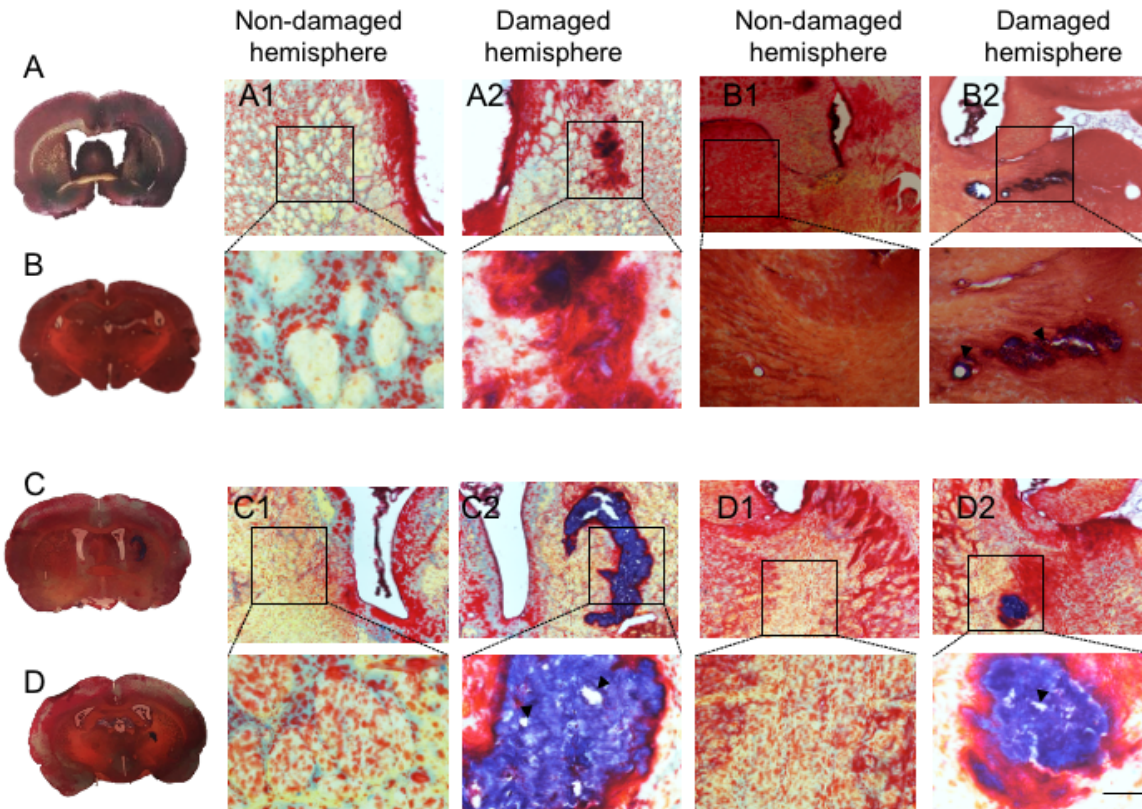 Non-damaged
hemisphere
Damaged
hemisphere
Non-damaged
hemisphere
Damaged
hemisphere
A
A1
A2
B1
B2
B
C
C1
C2
D1
D2
D